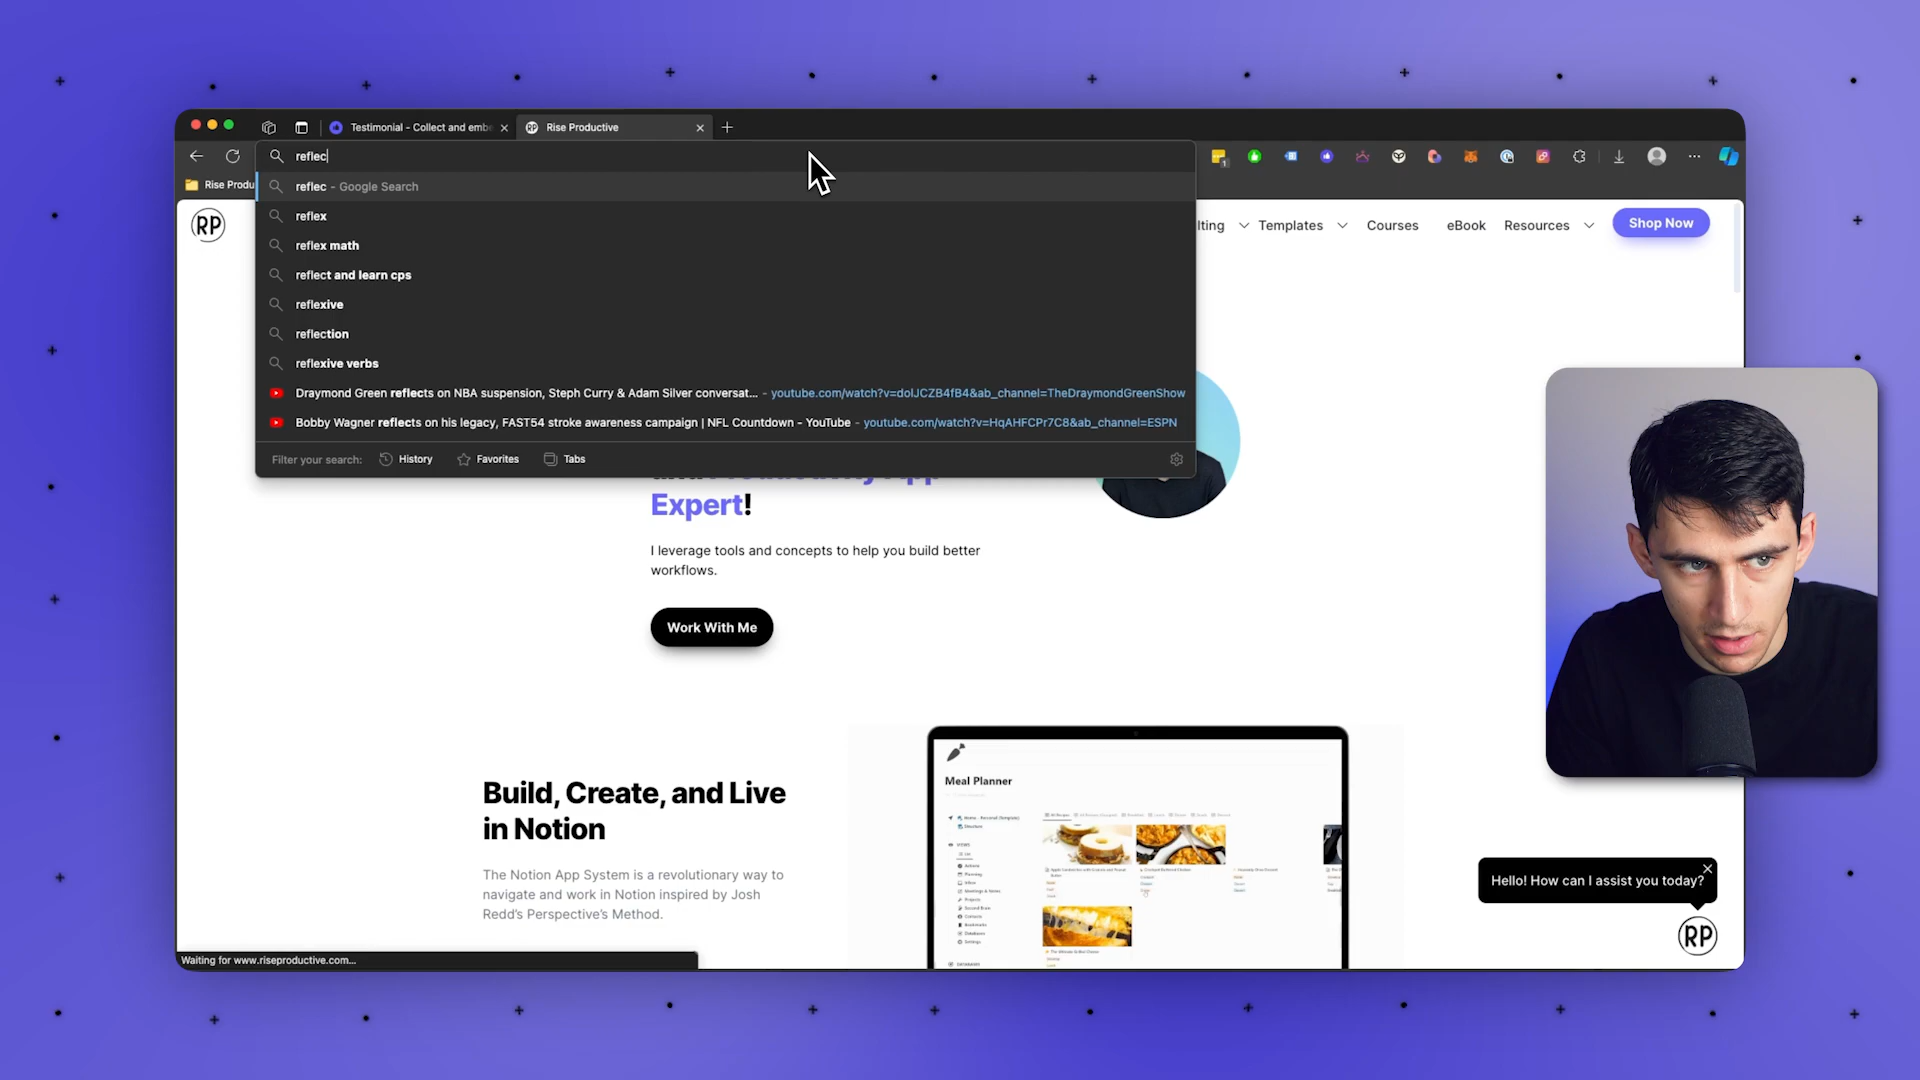 Testimonial - Collect and embe
Rise Productive
reflec
1
Rise Produ
reflec - Google Search
reflex
reflex math
reflect and learn cps
reflexive
reflection
reflexive verbs
Draymond Green reflects on NBA suspension, Steph Curry & Adam Silver conversat... - youtube.com/watch?v=dolJCZB4fB4&ab_channel=TheDraymondGreenShow
Bobby Wagner reflects on his legacy, FAST54 stroke awareness campaign | NFL Countdown - YouTube - youtube.com/watch?v=HqAHFCPr7C8&ab_channel=ESPN
Filter your search: History Favorites Tabs
RP
lting Templates Courses eBook Resources Shop Now
Expert!
I leverage tools and concepts to help you build better
workflows.
Work With Me
Build, Create, and Live
in Notion
The Notion App System is a revolutionary way to
navigate and work in Notion inspired by Josh
Redd's Perspective's Method.
Meal Planner
Hello! How can I assist you today?
RP
Waiting for www.riseproductive.com...